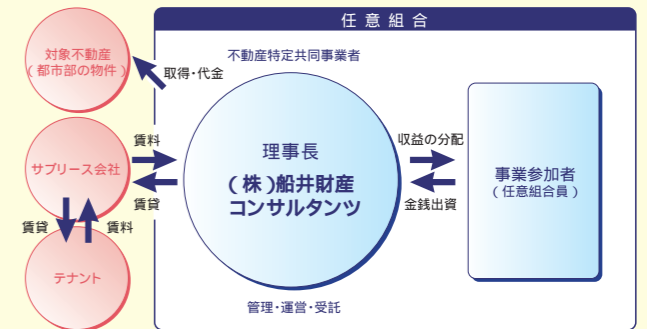 任意組合
対象不動産
(都市部の物件)
取得・代金
不動産特定共同事業者
サブリース会社
賃料
賃貸
理事長
(株)船井財産
コンサルタンツ
収益の分配
金銭出資
事業参加者
(任意組合員)
賃貸
賃料
テナント
管理・運営・受託